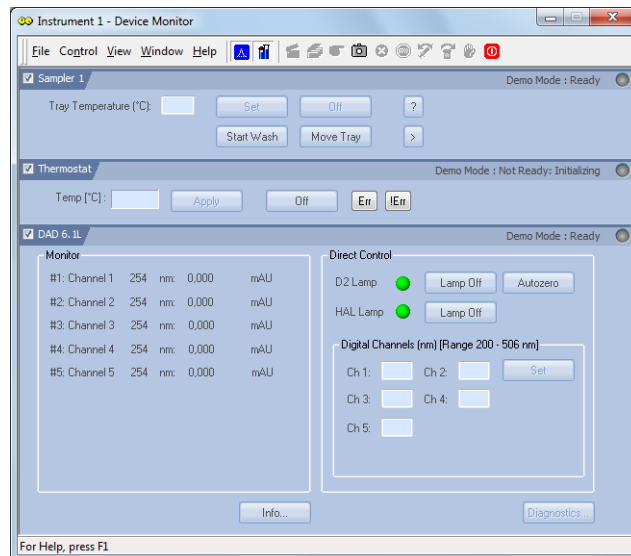 Instrument 1 - Device Monitor
File Control View Window Help
Sampler 1 Demo Mode : Ready
Tray Temperature (°C): Set Off ?
Start Wash Move Tray >
Thermostat Demo Mode : Not Ready: Initializing
Temp [°C] : Apply Off Err !Err
DAD 6.1L Demo Mode : Ready
Monitor Direct Control
#1: Channel 1 254 nm: 0,000 mAU
D2 Lamp Lamp Off Autozero
#2: Channel 2 254 nm: 0,000 mAU
HAL Lamp Lamp Off
#3: Channel 3 254 nm: 0,000 mAU
#4: Channel 4 254 nm: 0,000 mAU
Digital Channels (nm) [Range 200 - 506 nm]
#5: Channel 5 254 nm: 0,000 mAU
Ch 1: Ch 2: Set
Ch 3: Ch 4:
Ch 5:
Info... Diagnostics...
For Help, press F1